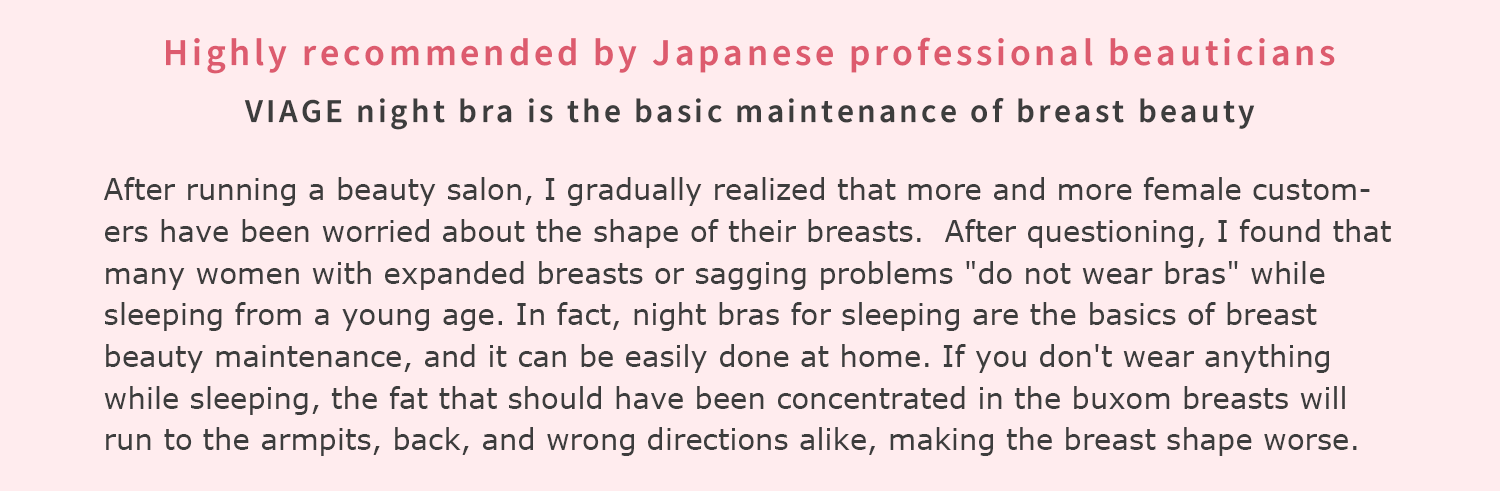 Highly recommended by Japanese professional beauticians
VIAGE night bra is the basic maintenance of breast beauty
After running a beauty salon, I gradually realized that more and more female custom-
ers have been worried about the shape of their breasts.  After questioning, I found that
many women with expanded breasts or sagging problems "do not wear bras" while
sleeping from a young age. In fact, night bras for sleeping are the basics of breast
beauty maintenance, and it can be easily done at home. If you don't wear anything
while sleeping, the fat that should have been concentrated in the buxom breasts will
run to the armpits, back, and wrong directions alike, making the breast shape worse.